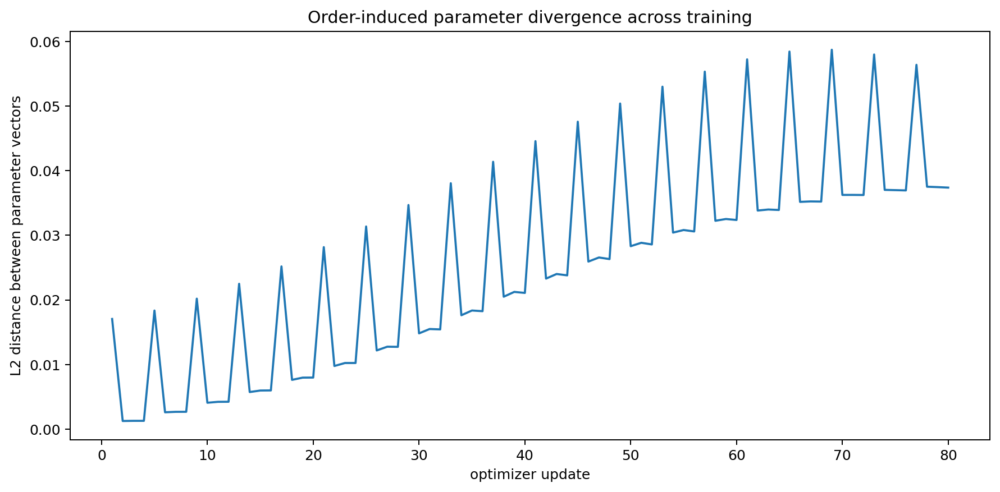 Order-induced parameter divergence across training
L2 distance between parameter vectors
0.06
0.05
0.04
0.03
0.02
0.01
0.00
0 10 20 30 40 50 60 70 80
optimizer update